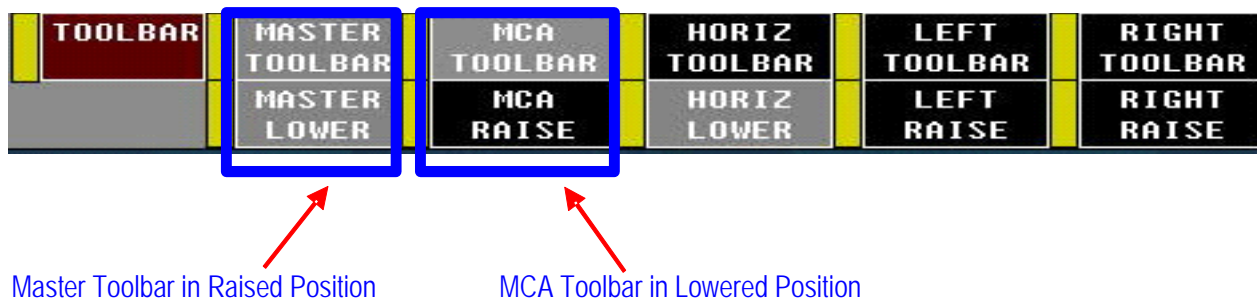 TOOLBAR
MASTER TOOLBAR
MCA TOOLBAR
HORIZ TOOLBAR
LEFT TOOLBAR
RIGHT TOOLBAR
MASTER LOWER
MCA RAISE
HORIZ LOWER
LEFT RAISE
RIGHT RAISE
Master Toolbar in Raised Position
MCA Toolbar in Lowered Position